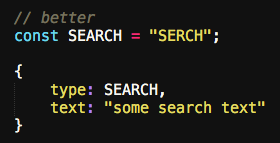 // better
const SEARCH = "SERCH";
{
type: SEARCH,
text: "some search text"
}